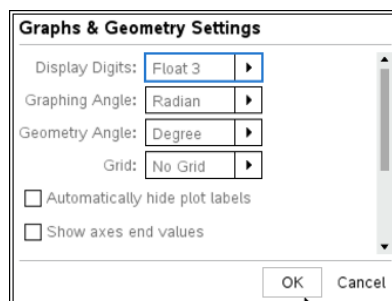 Graphs & Geometry Settings
Display Digits: Float 3
Graphing Angle: Radian
Geometry Angle: Degree
Grid: No Grid
Automatically hide plot labels
Show axes end values
OK Cancel